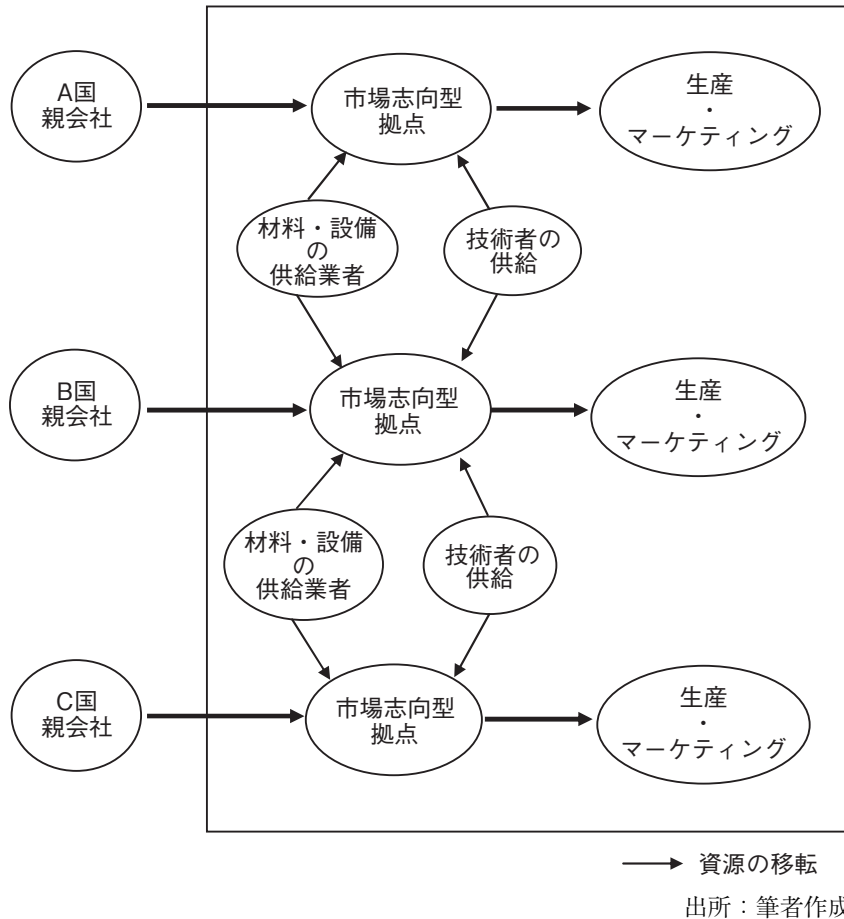 A国
親会社
市場志向型
拠点
生産
・
マーケティング
材料・設備
の
供給業者
技術者の
供給
B国
親会社
市場志向型
拠点
生産
・
マーケティング
材料・設備
の
供給業者
技術者の
供給
C国
親会社
市場志向型
拠点
生産
・
マーケティング
資源の移転
出所：筆者作成